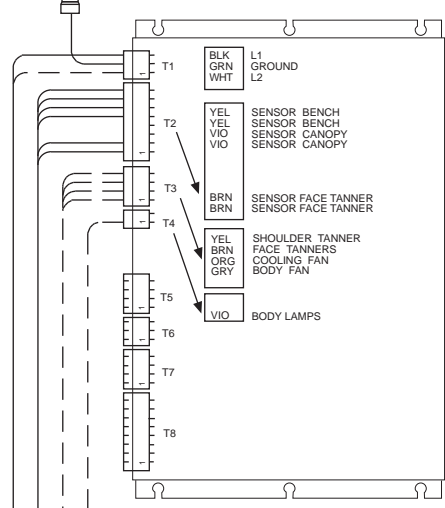 T1
BLK L1
GRN GROUND
WHT L2
T2
YEL SENSOR BENCH
YEL SENSOR BENCH
VIO SENSOR CANOPY
VIO SENSOR CANOPY
BRN SENSOR FACE TANNER
BRN SENSOR FACE TANNER
T3
T4
YEL SHOULDER TANNER
BRN FACE TANNERS
ORG COOLING FAN
GRY BODY FAN
T5
VIO BODY LAMPS
T6
T7
T8